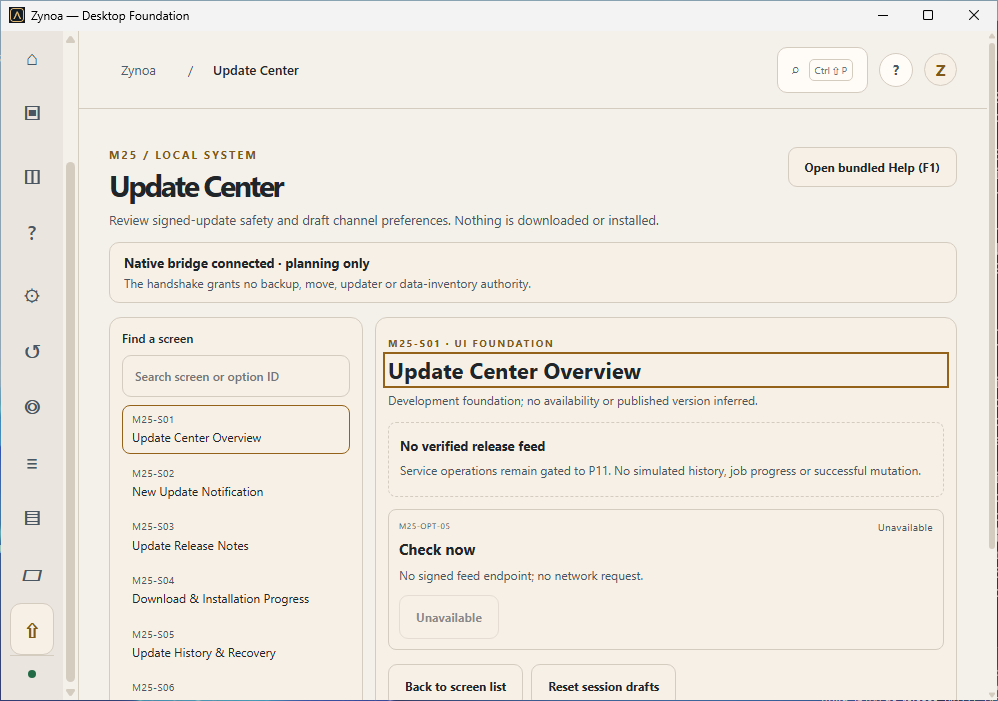 Zynoa — Desktop Foundation
Zynoa / Update Center
Ctrl ⇧ P
?
Z
M25 / LOCAL SYSTEM
Update Center
Open bundled Help (F1)
Review signed-update safety and draft channel preferences. Nothing is downloaded or installed.
Native bridge connected · planning only
The handshake grants no backup, move, updater or data-inventory authority.
Find a screen
Search screen or option ID
M25-S01
Update Center Overview
M25-S02
New Update Notification
M25-S03
Update Release Notes
M25-S04
Download & Installation Progress
M25-S05
Update History & Recovery
M25-S06
M25-S01 · UI FOUNDATION
Update Center Overview
Development foundation; no availability or published version inferred.
No verified release feed
Service operations remain gated to P11. No simulated history, job progress or successful mutation.
M25-OPT-05
Unavailable
Check now
No signed feed endpoint; no network request.
Unavailable
Back to screen list
Reset session drafts
?